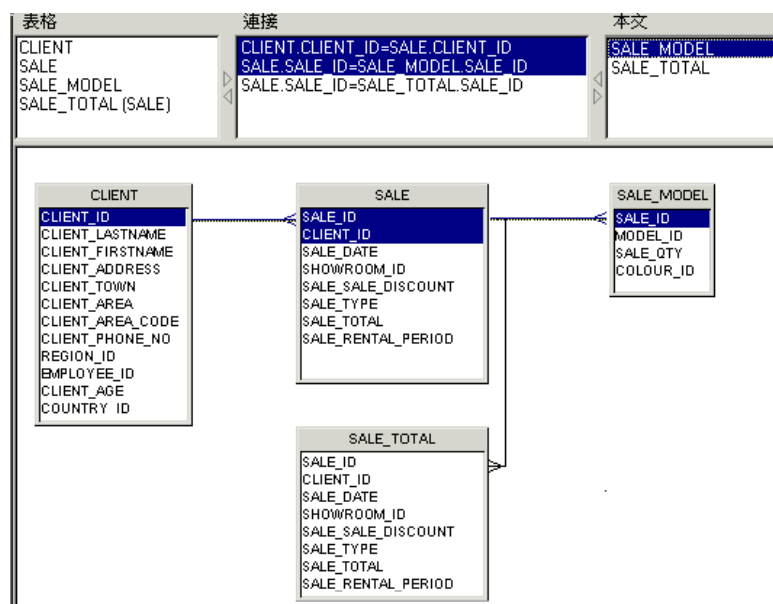 表格
連接
本文
CLIENT
SALE
SALE_MODEL
SALE_TOTAL (SALE)
CLIENT.CLIENT_ID=SALE.CLIENT_ID
SALE.SALE_ID=SALE_MODEL.SALE_ID
SALE.SALE_ID=SALE_TOTAL.SALE_ID
SALE_MODEL
SALE_TOTAL
CLIENT
CLIENT_ID
CLIENT_LASTNAME
CLIENT_FIRSTNAME
CLIENT_ADDRESS
CLIENT_TOWN
CLIENT_AREA
CLIENT_AREA_CODE
CLIENT_PHONE_NO
REGION_ID
EMPLOYEE_ID
CLIENT_AGE
COUNTRY_ID
SALE
SALE_ID
CLIENT_ID
SALE_DATE
SHOWROOM_ID
SALE_SALE_DISCOUNT
SALE_TYPE
SALE_TOTAL
SALE_RENTAL_PERIOD
SALE_MODEL
SALE_ID
MODEL_ID
SALE_QTY
COLOUR_ID
SALE_TOTAL
SALE_ID
CLIENT_ID
SALE_DATE
SHOWROOM_ID
SALE_SALE_DISCOUNT
SALE_TYPE
SALE_TOTAL
SALE_RENTAL_PERIOD